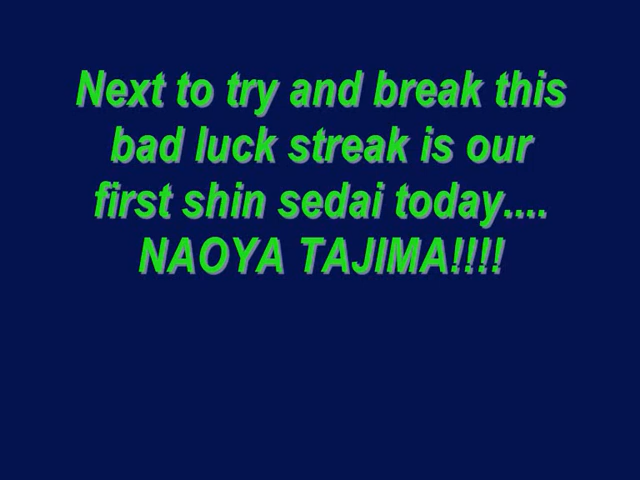 Next to try and break this
bad luck streak is our
first shin sedai today....
NAOYA TAJIMA!!!!